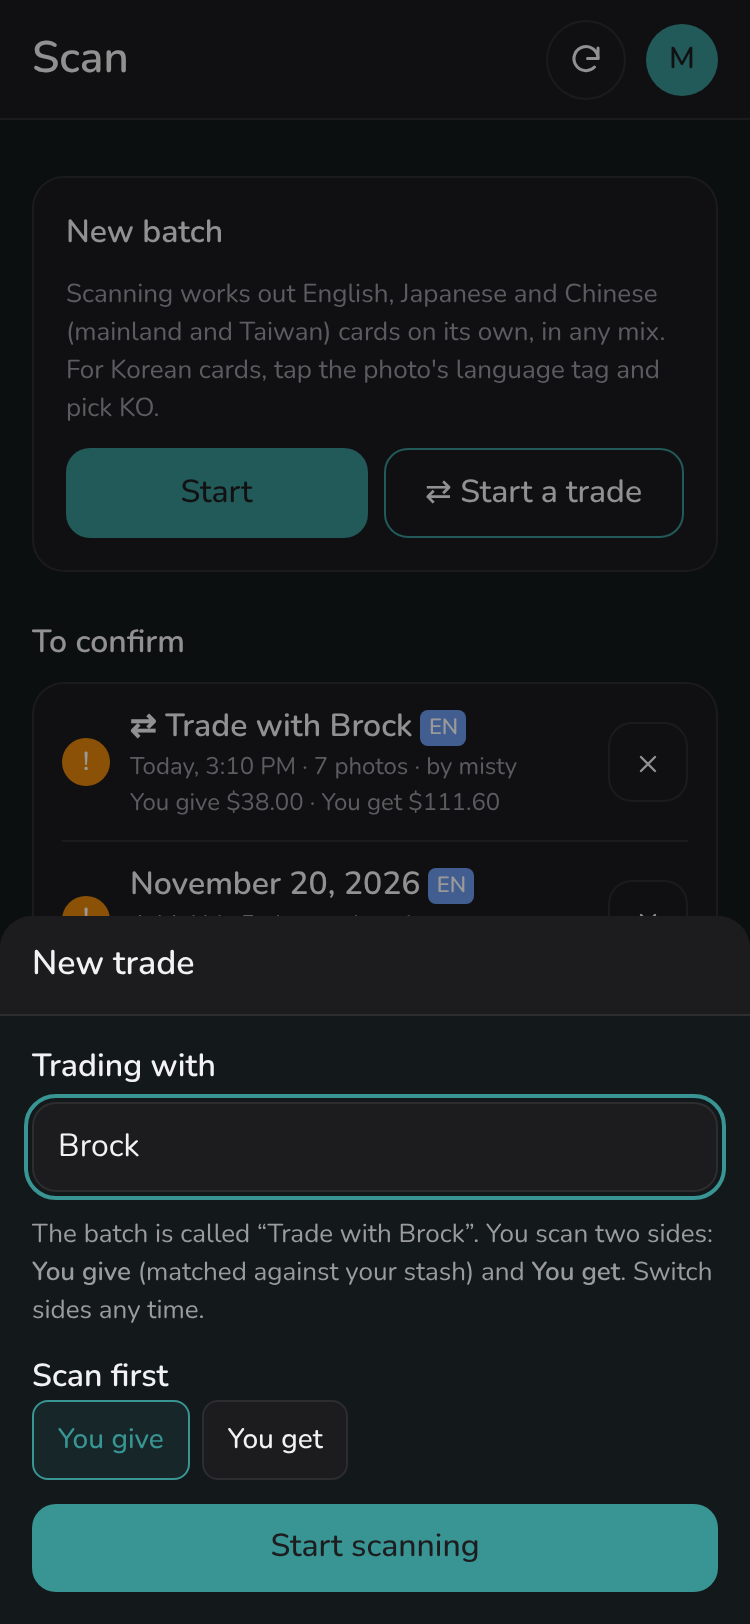 Scan
M
New batch
Scanning works out English, Japanese and Chinese
(mainland and Taiwan) cards on its own, in any mix.
For Korean cards, tap the photo's language tag and
pick KO.
Start
⇄ Start a trade
To confirm
⇄ Trade with Brock EN
!
Today, 3:10 PM · 7 photos · by misty
You give $38.00 · You get $111.60
November 20, 2026 EN
New trade
Trading with
Brock
The batch is called “Trade with Brock”. You scan two sides:
You give (matched against your stash) and You get. Switch
sides any time.
Scan first
You give
You get
Start scanning